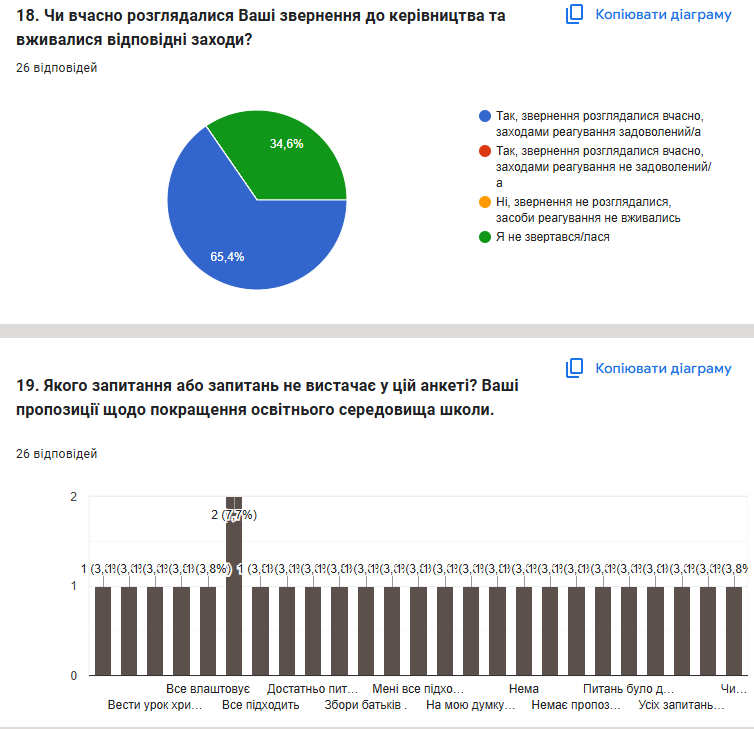 18. Чи вчасно розглядалися Ваші звернення до керівництва та
вживалися відповідні заходи?
Копіювати діаграму
26 відповідей
34,6%
65,4%
Так, звернення розглядалися вчасно,
заходами реагування задоволений/а
Так, звернення розглядалися вчасно,
заходами реагування не задоволений/
а
Ні, звернення не розглядалися,
засоби реагування не вживались
Я не звертався/лася
Копіювати діаграму
19. Якого запитання або запитань не вистачає у цій анкеті? Ваші
пропозиції щодо покращення освітнього середовища школи.
26 відповідей
2
2 (7,7%)
1
0
Все влаштовує Достатньо пит… Мені все підхо… Нема Питань було д… Чи…
Вести урок хри… Все підходить Збори батьків . На мою думку… Немає пропоз… Усіх запитань…